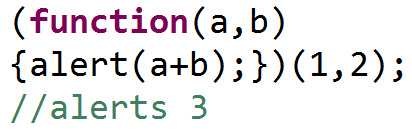 (function(a,b)
{alert(a+b);})(1,2);
//alerts 3